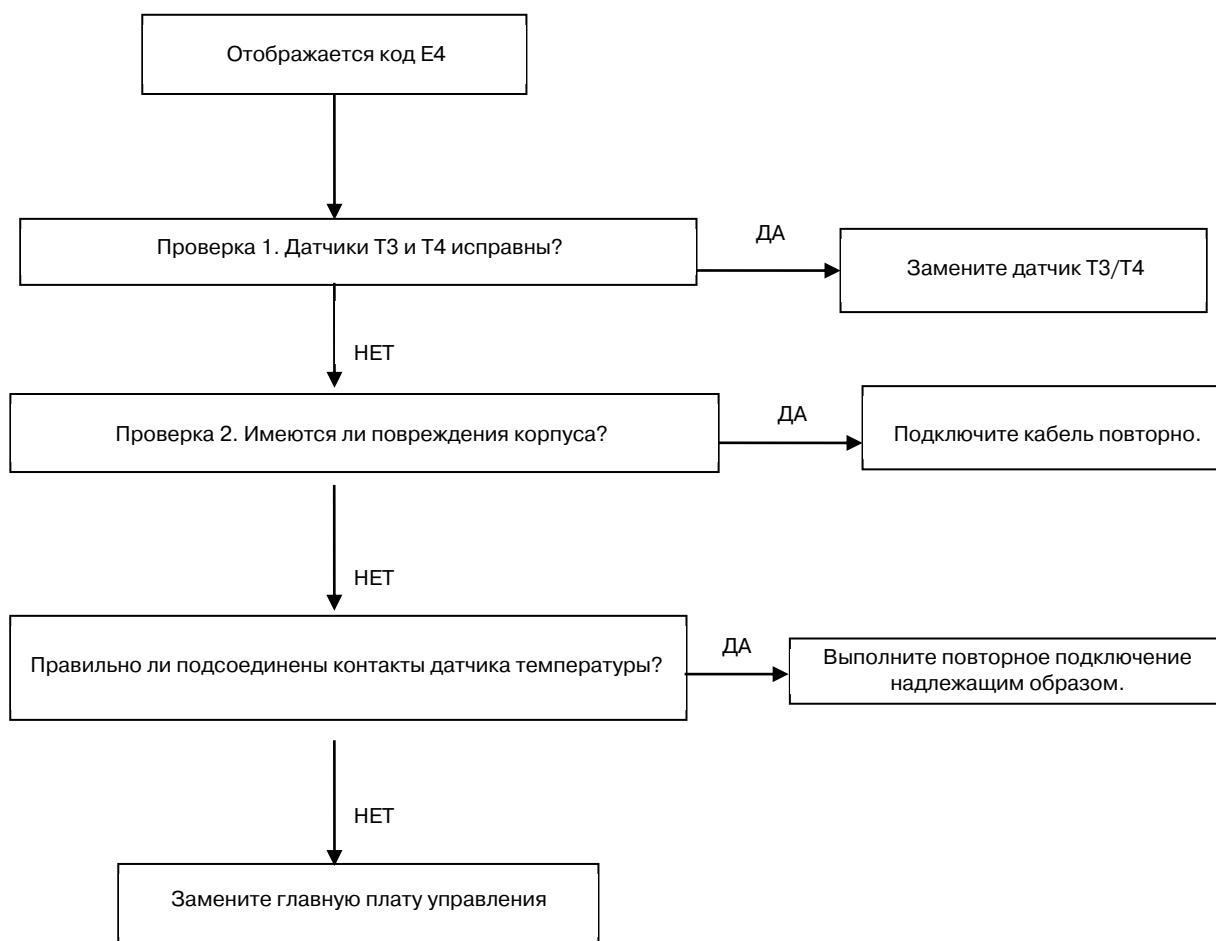 Отображается код E4
Проверка 1. Датчики Т3 и Т4 исправны?
ДА
Замените датчик Т3/Т4
НЕТ
Проверка 2. Имеются ли повреждения корпуса?
ДА
Подключите кабель повторно.
НЕТ
Правильно ли подсоединены контакты датчика температуры?
ДА
Выполните повторное подключение
надлежащим образом.
НЕТ
Замените главную плату управления